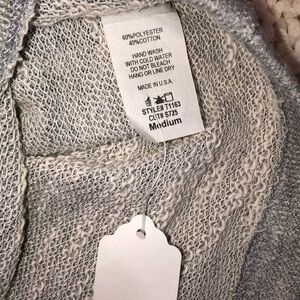 60%POLYESTER
40%COTTON
HAND WASH
WITH COLD WATER
DO NOT BLEACH
HANG OR LINE DRY
MADE IN U.S.A
STYLE# T1163
CUT# ST25
Medium